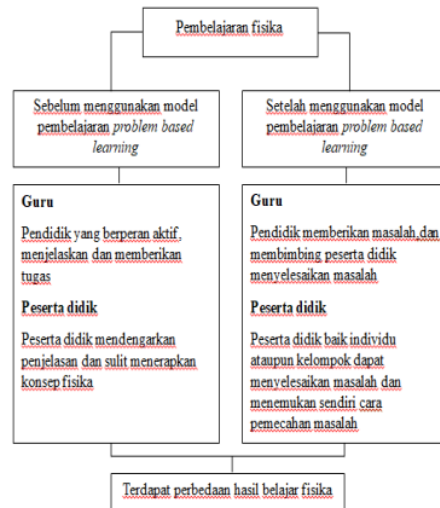 Pembelajaran fisika
Sebelum menggunakan model
pembelajaran problem based
learning
Setelah menggunakan model
pembelajaran problem based
learning
Guru
Pendidik yang berperan aktif,
menjelaskan dan memberikan
tugas
Peserta didik
Peserta didik mendengarkan
penjelasan dan sulit menerapkan
konsep fisika
Guru
Pendidik memberikan masalah,dan
membimbing peserta didik
menyelesaikan masalah
Peserta didik
Peserta didik baik individu
ataupun kelompok dapat
menyelesaikan masalah dan
menemukan sendiri cara
pemecahan masalah
Terdapat perbedaan hasil belajar fisika